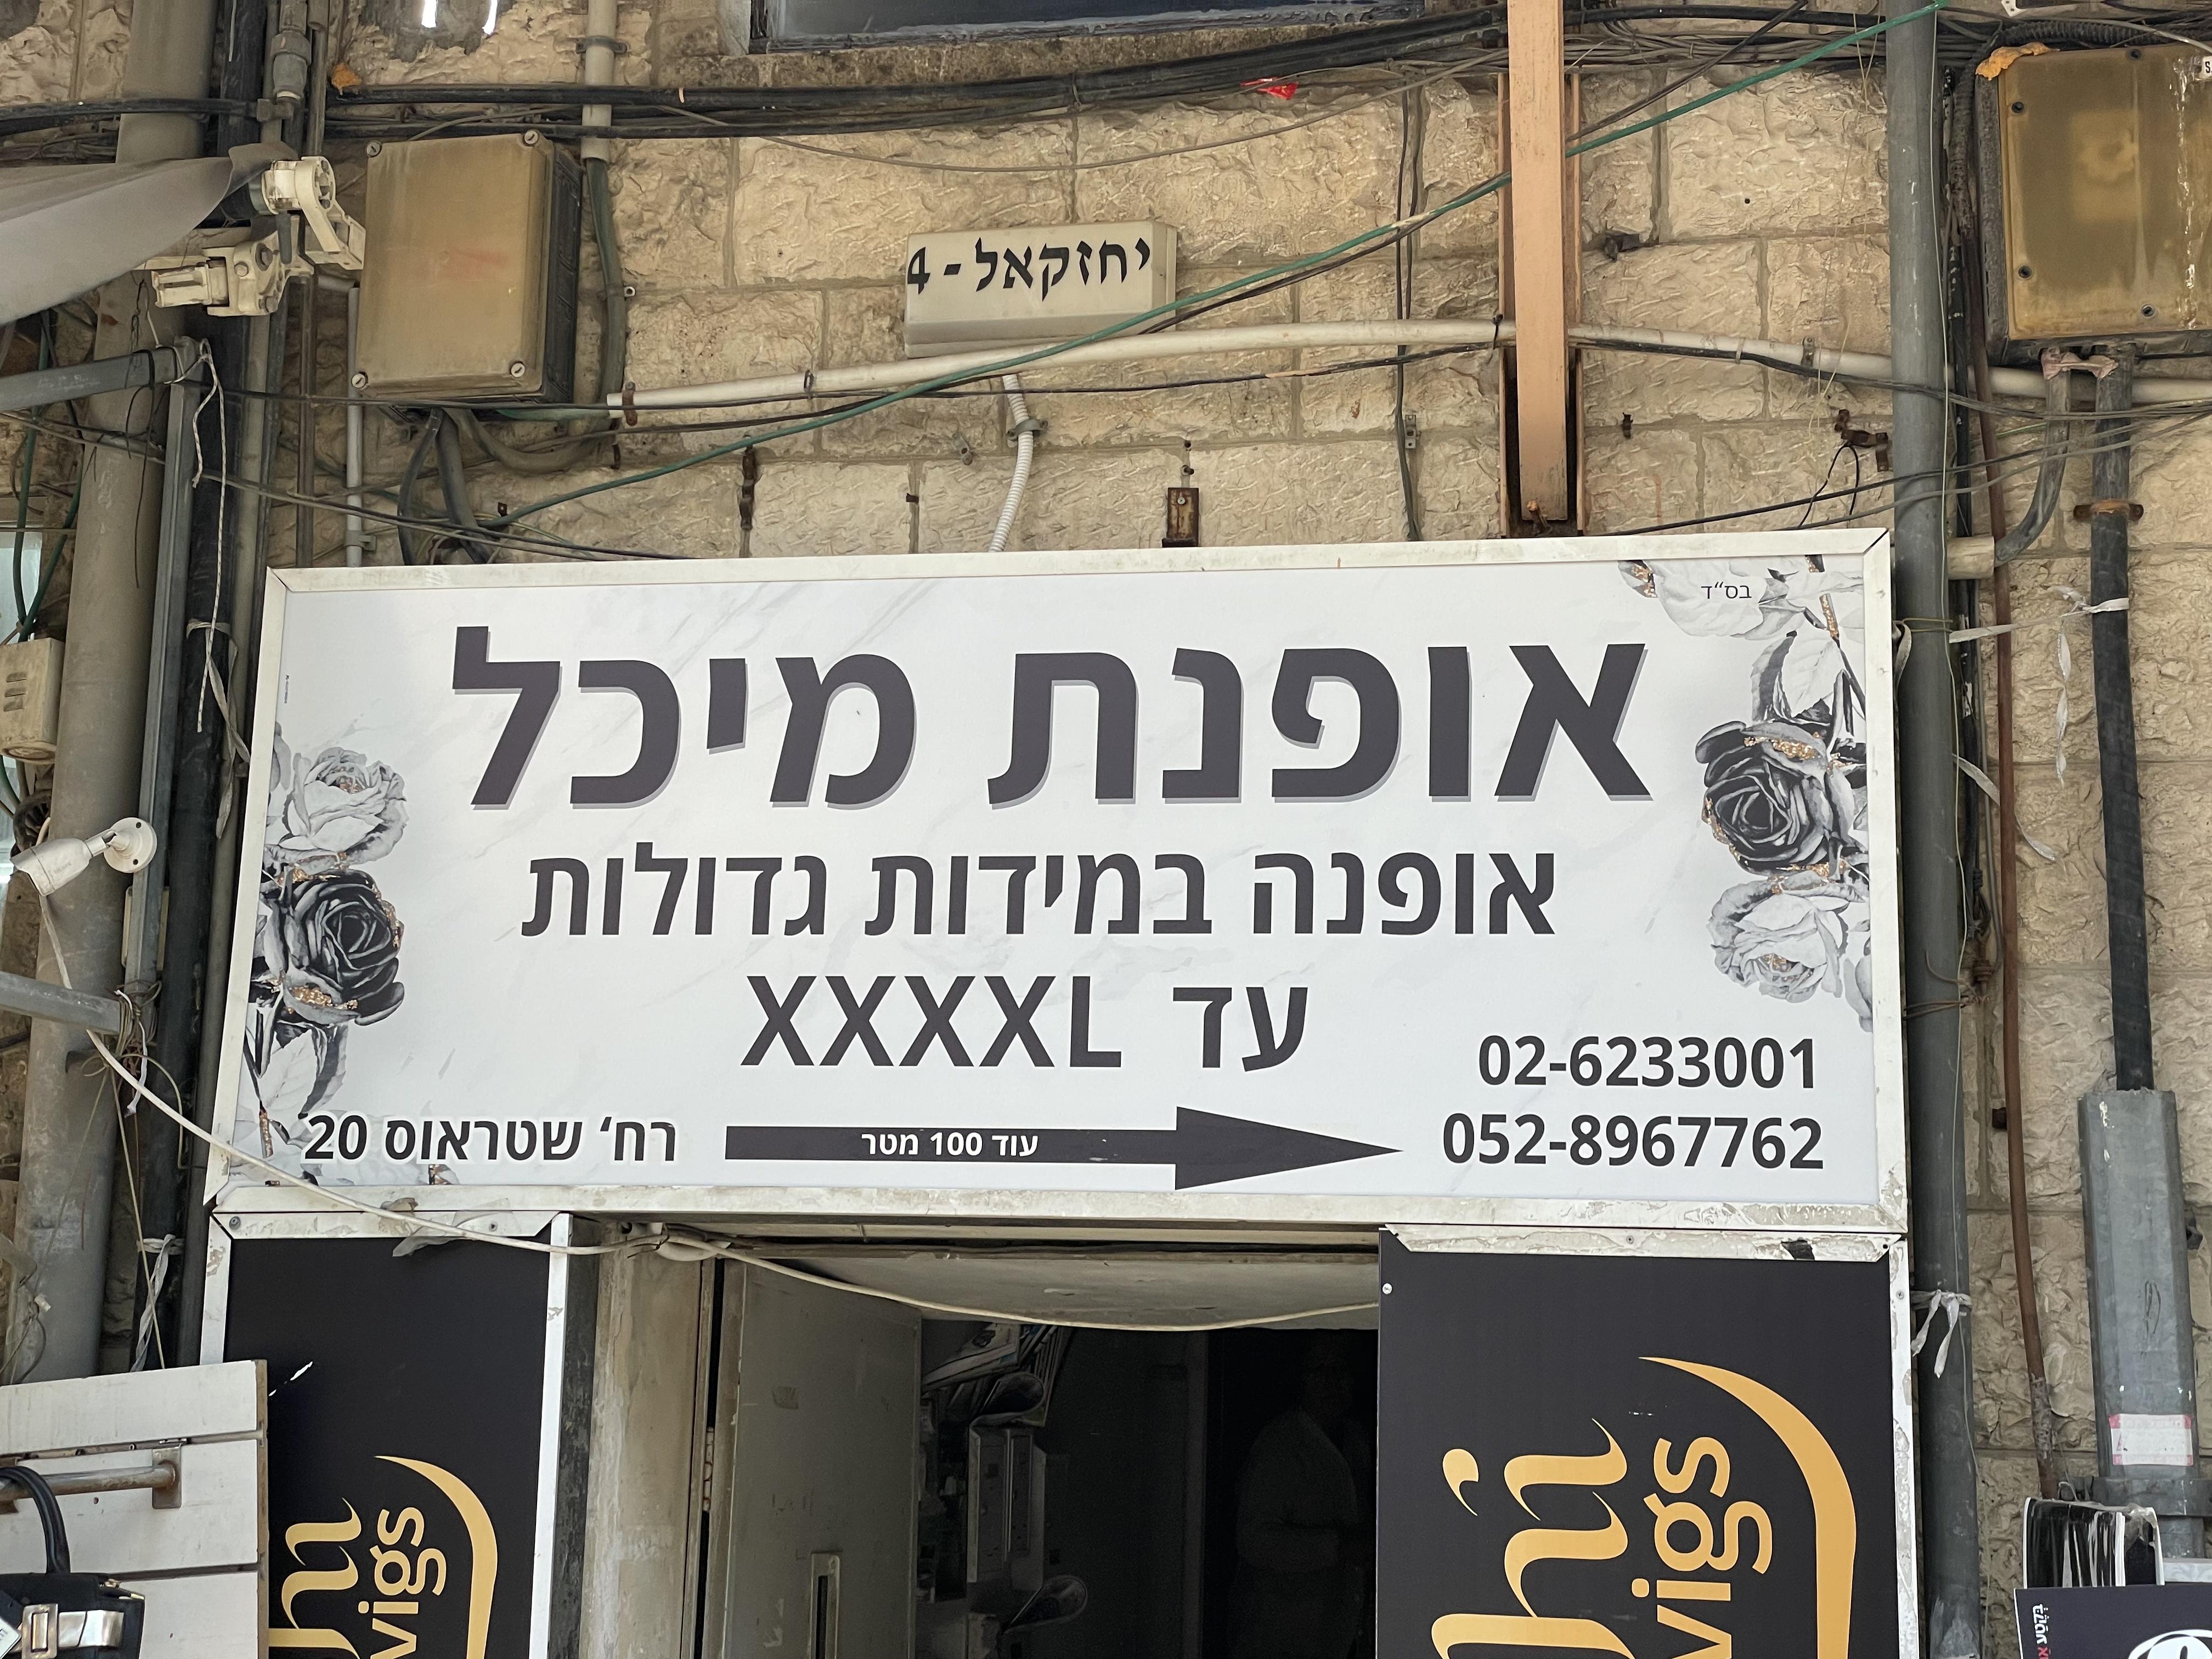 יחזקאל - 4
בס"ד
אופנת מיכל
אופנה במידות גדולות
עד XXXXL
02-6233001
052-8967762
עוד 100 מטר
רח' שטראוס 20
wigs